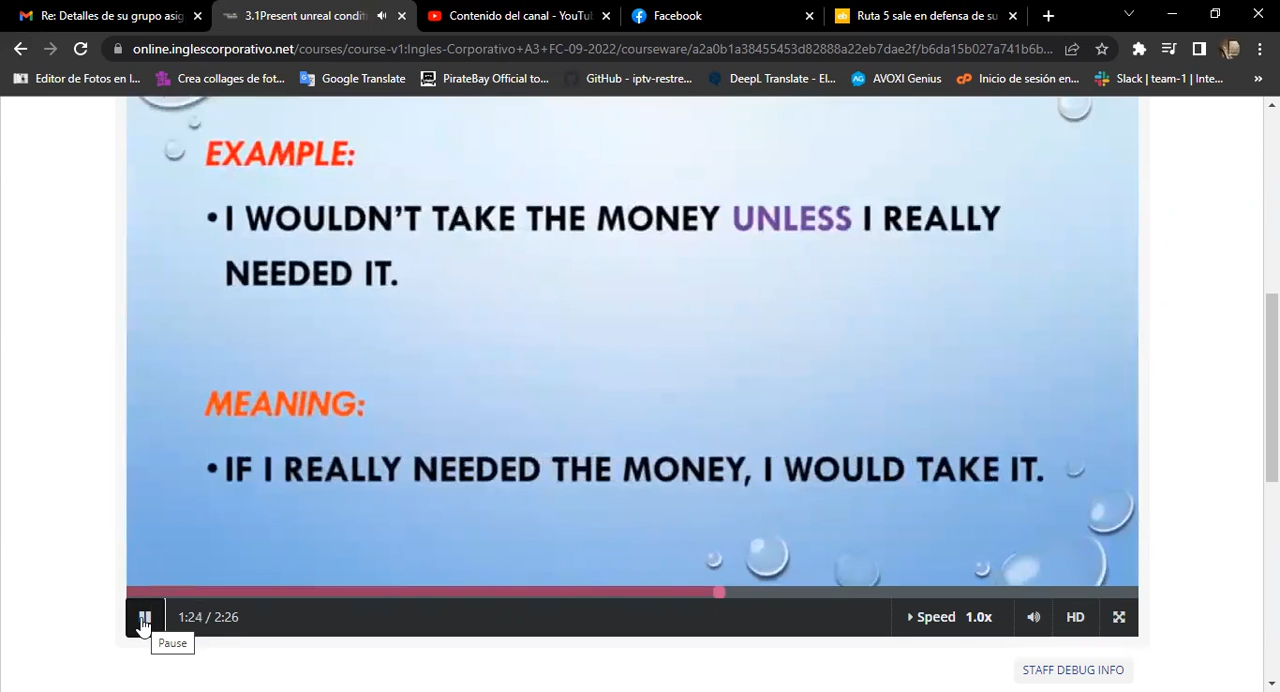 Re: Detalles de su grupo asig
3.1Present unreal condit
Contenido del canal - YouTu
Facebook
Ruta 5 sale en defensa de su
online.inglescorporativo.net/courses/course-v1:Ingles-Corporativo+A3+FC-09-2022/courseware/a2a0b1a38455453d82888a22eb7dae2f/b6da15b027a741b6b...
Editor de Fotos en l...
Crea collages de fot...
Google Translate
PirateBay Official to...
GitHub - iptv-restre...
DeepL Translate - El...
AVOXI Genius
Inicio de sesión en...
Slack | team-1 | Inte...
»
EXAMPLE:
• I WOULDN'T TAKE THE MONEY UNLESS I REALLY
NEEDED IT.
MEANING:
• IF I REALLY NEEDED THE MONEY, I WOULD TAKE IT.
1:24 / 2:26
Speed 1.0x
HD
Pause
STAFF DEBUG INFO